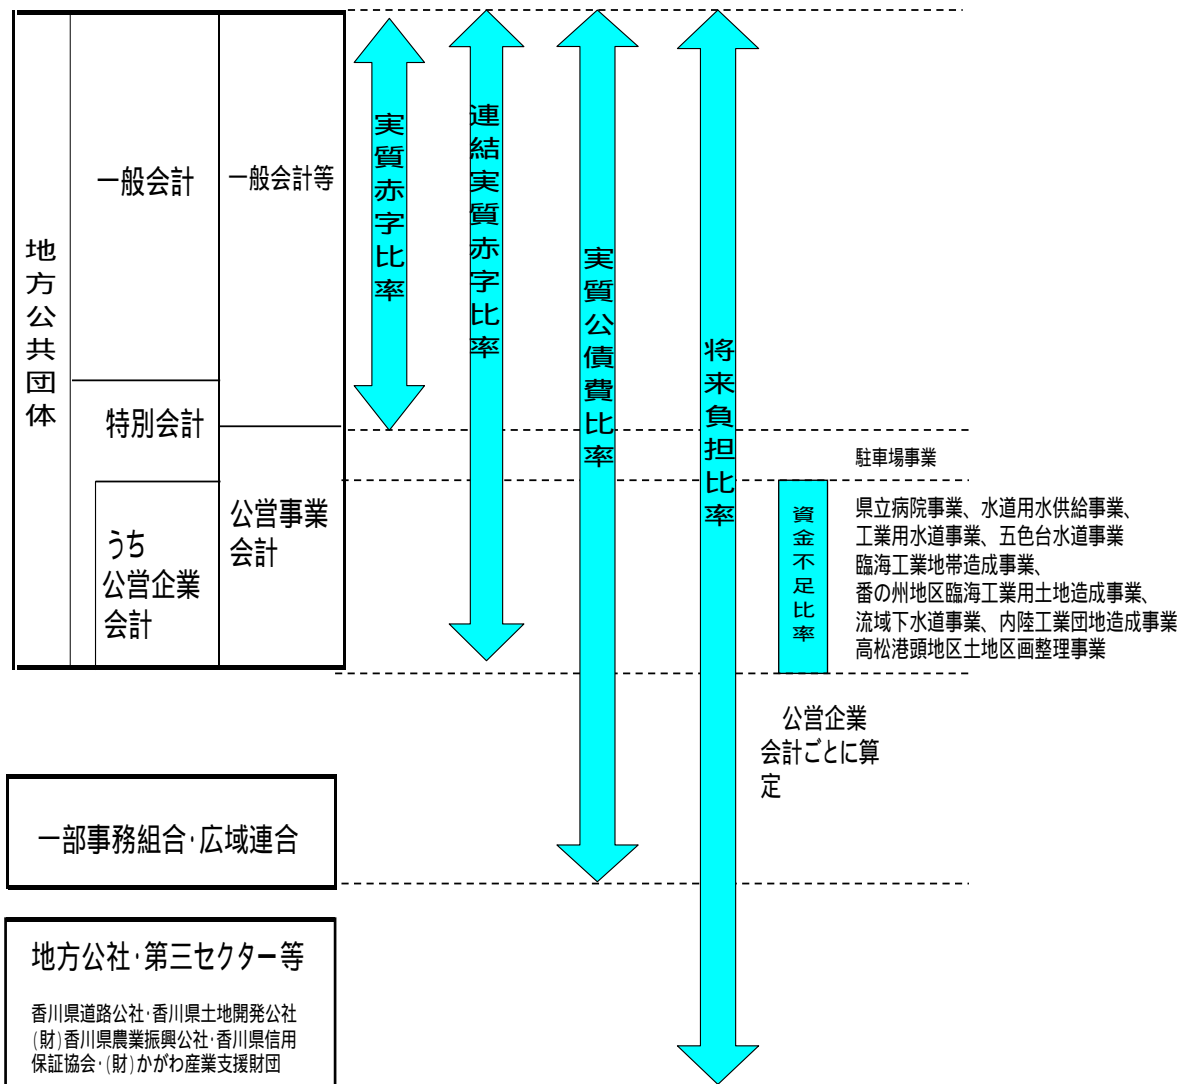 地方公共団体
一般会計
一般会計等
特別会計
うち
公営企業
会計
公営事業
会計
実質赤字比率
連結実質赤字比率
実質公債費比率
将来負担比率
資金不足比率
駐車場事業
県立病院事業、水道用水供給事業、
工業用水道事業、五色台水道事業
臨海工業地帯造成事業、
番の州地区臨海工業用土地造成事業、
流域下水道事業、内陸工業団地造成事業
高松港頭地区土地区画整理事業
公営企業
会計ごとに算
定
一部事務組合・広域連合
地方公社・第三セクター等
香川県道路公社・香川県土地開発公社
(財)香川県農業振興公社・香川県信用
保証協会・(財)かがわ産業支援財団